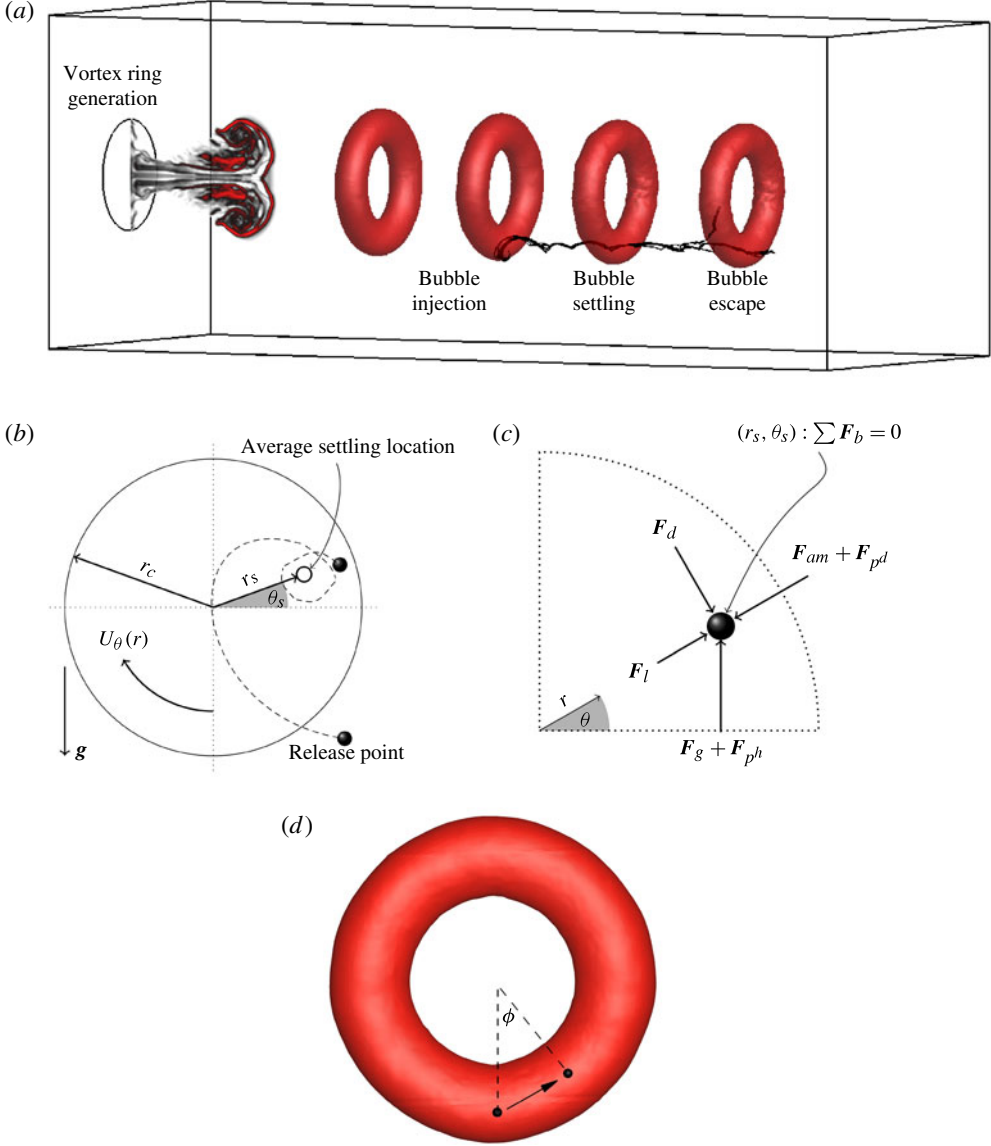 (a)
Vortex ring
generation
Bubble
injection
Bubble
settling
Bubble
escape
(b)
Average settling location
r_c
r_s
θ_s
U_θ(r)
g
Release point
(c)
(r_s, θ_s) : ∑ F_b = 0
F_d
F_am + F_p^d
F_l
r
θ
F_g + F_p^h
(d)
ϕ